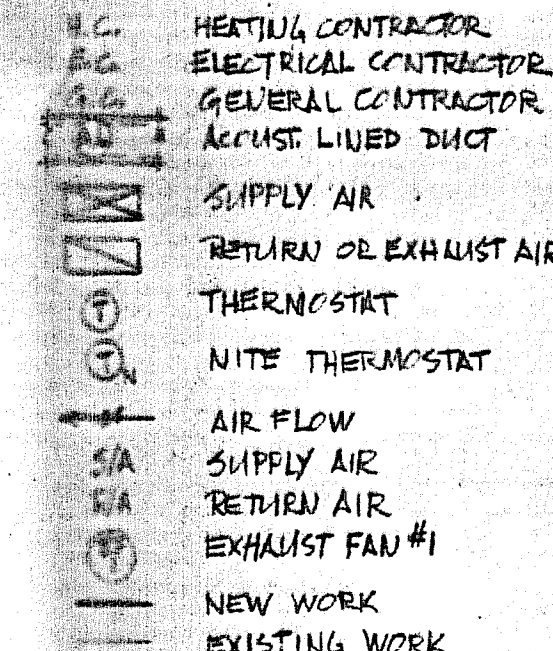 H.C. HEATING CONTRACTOR
E.C. ELECTRICAL CONTRACTOR
G.C. GENERAL CONTRACTOR
AD ACCUST. LINED DUCT
SUPPLY AIR
RETURN OR EXHAUST AIR
T THERMOSTAT
T N NITE THERMOSTAT
AIR FLOW
S/A SUPPLY AIR
R/A RETURN AIR
EXHAUST FAN #1
NEW WORK
EXISTING WORK